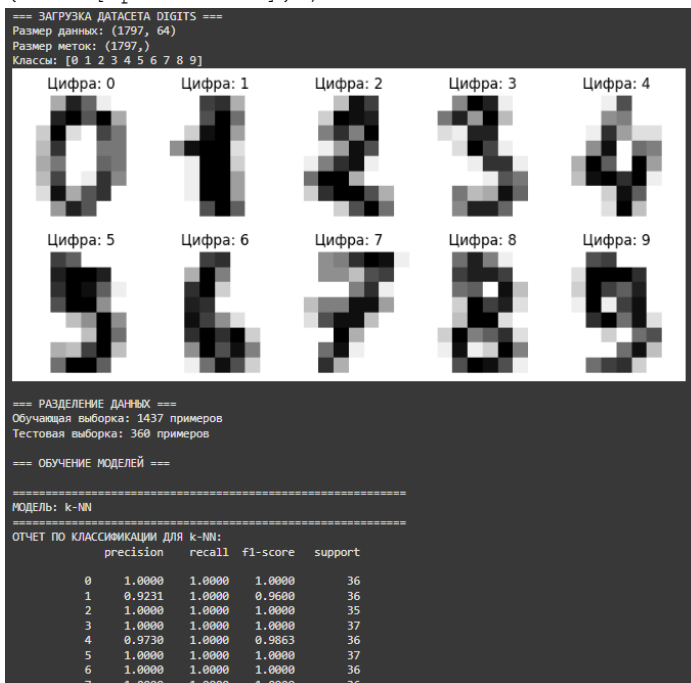 === ЗАГРУЗКА ДАТАСЕТА DIGITS ===
Размер данных: (1797, 64)
Размер меток: (1797,)
Классы: [0 1 2 3 4 5 6 7 8 9]
Цифра: 0 Цифра: 1 Цифра: 2 Цифра: 3 Цифра: 4
Цифра: 5 Цифра: 6 Цифра: 7 Цифра: 8 Цифра: 9
=== РАЗДЕЛЕНИЕ ДАННЫХ ===
Обучающая выборка: 1437 примеров
Тестовая выборка: 360 примеров
=== ОБУЧЕНИЕ МОДЕЛЕЙ ===
============================================================
МОДЕЛЬ: k-NN
============================================================
ОТЧЕТ ПО КЛАССИФИКАЦИИ ДЛЯ k-NN:
precision recall f1-score support
0 1.0000 1.0000 1.0000 36
1 0.9231 1.0000 0.9600 36
2 1.0000 1.0000 1.0000 35
3 1.0000 1.0000 1.0000 37
4 0.9730 1.0000 0.9863 36
5 1.0000 1.0000 1.0000 37
6 1.0000 1.0000 1.0000 36